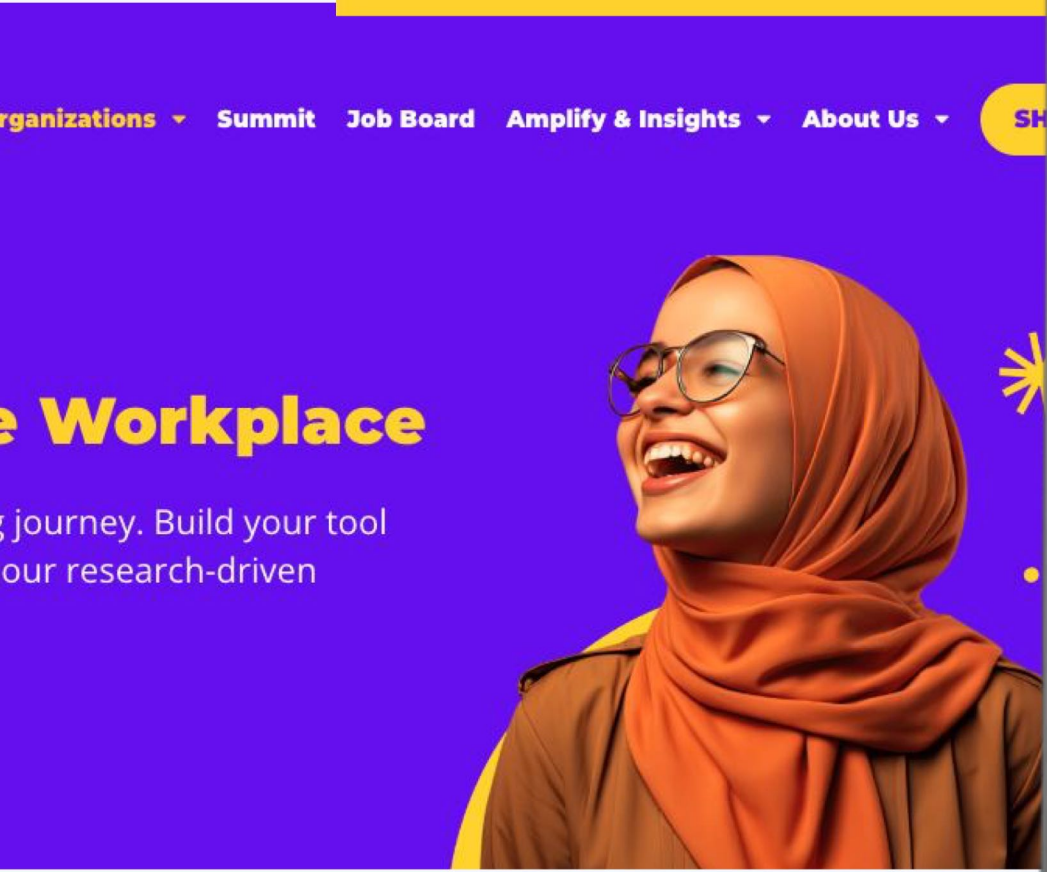 rganizations Summit Job Board Amplify & Insights About Us SH
e Workplace
g journey. Build your tool
our research-driven